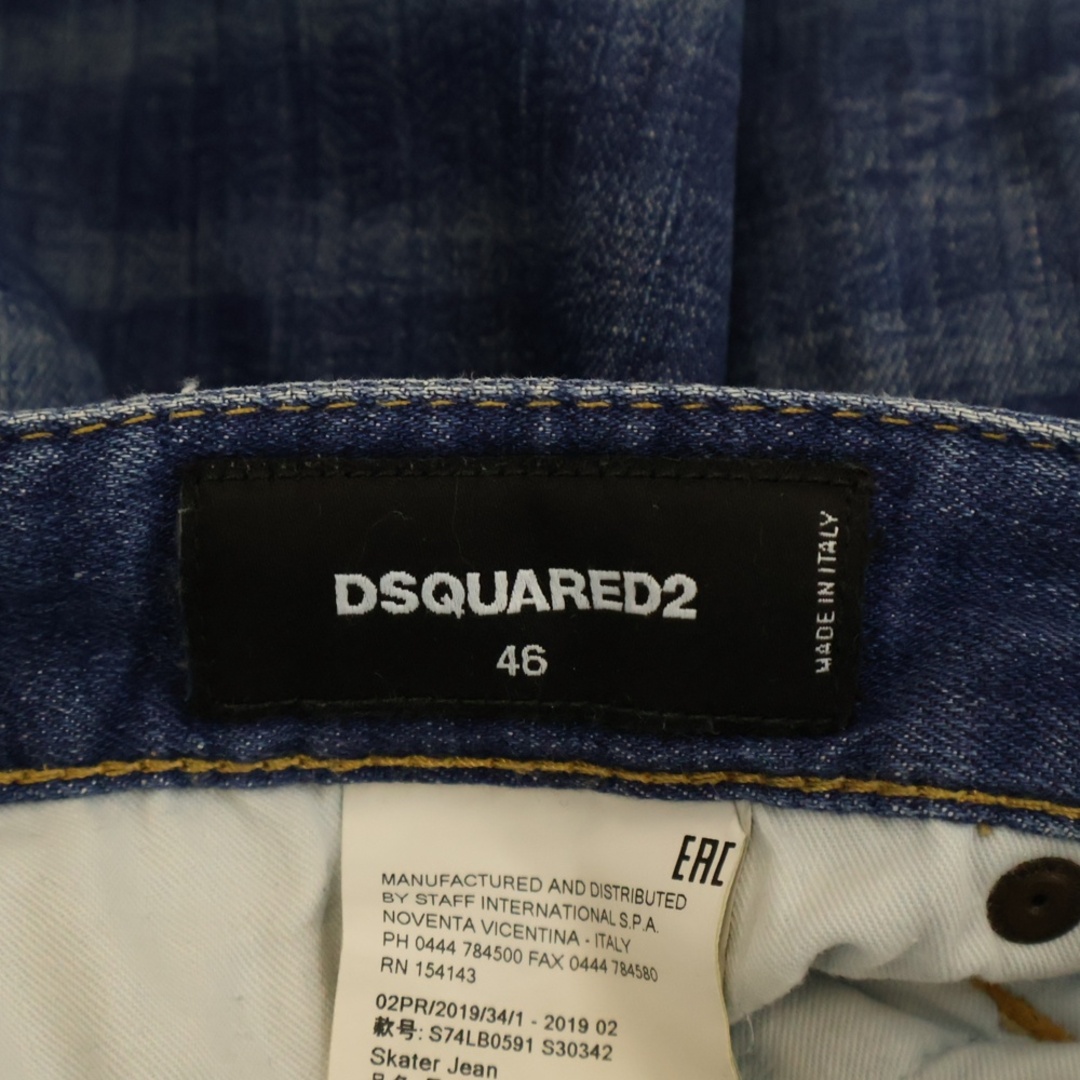 DSQUARED2
46
MADE IN ITALY
EAC
MANUFACTURED AND DISTRIBUTED
BY STAFF INTERNATIONAL S.P.A.
NOVENTA VICENTINA - ITALY
PH 0444 784500 FAX 0444 784580
RN 154143
02PR/2019/34/1 - 2019 02
款号: S74LB0591 S30342
Skater Jean